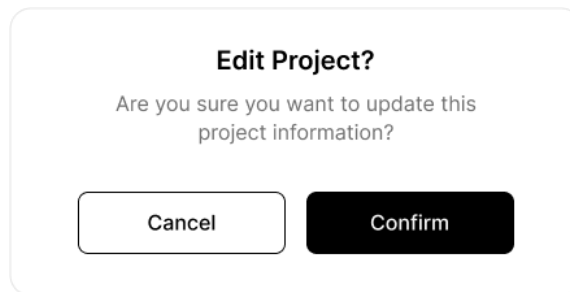 Edit Project?
Are you sure you want to update this
project information?
Cancel
Confirm